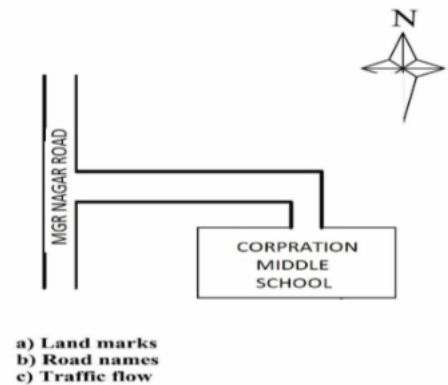 N
MGR NAGAR ROAD
CORPRATION
MIDDLE
SCHOOL
a) Land marks
b) Road names
c) Traffic flow